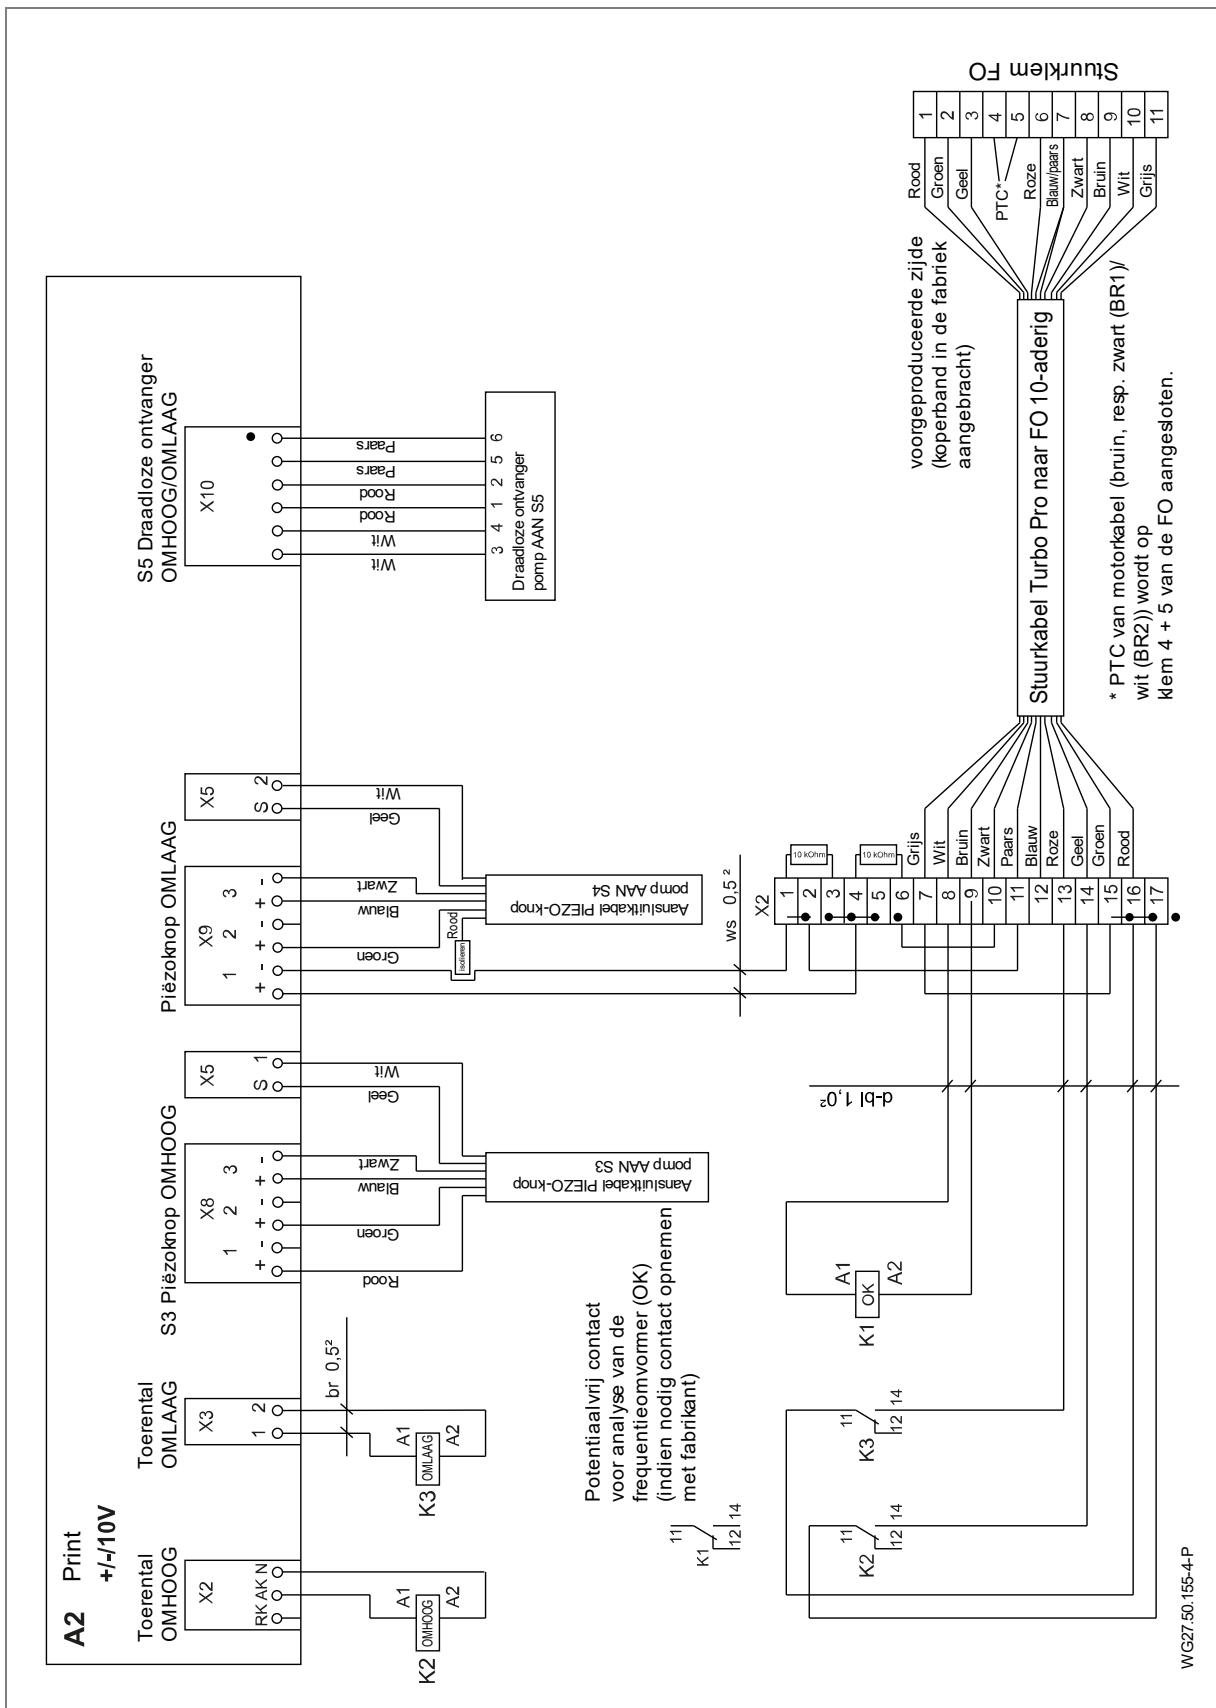 A2
Print
+/-/10V
Toerental
OMHOOG
X2
RK AK N
A1
OMHOOG
A2
K2
Toerental
OMLAAG
X3
1 2
br 0,5²
A1
OMLAAG
A2
K3
S3 Piëzoknop OMHOOG
X8
1 2 3
+ - + - + -
Rood
Groen
Blauw
Zwart
X5
S 1
Geel
Wit
Aansluitkabel PIEZO-knop
pomp AAN S3
Piëzoknop OMLAAG
X9
1 2 3
+ - + - + -
Groen
Blauw
Zwart
Rood
isolieren
X5
S 2
Geel
Wit
Aansluitkabel PIEZO-knop
pomp AAN S4
S5 Draadloze ontvanger
OMHOOG/OMLAAG
X10
Wit
Wit
Rood
Rood
Paars
Paars
3 4 1 2 5 6
Draadloze ontvanger
pomp AAN S5
Potentiaalvrij contact
voor analyse van de
frequentieomvormer (OK)
(indien nodig contact opnemen
met fabrikant)
11
12 14
K1
ws 0,5²
X2
10 kOhm
10 kOhm
1
2
3
4
5
6
7
8
9
10
11
12
13
14
15
16
17
Grijs
Wit
Bruin
Zwart
Paars
Blauw
Roze
Geel
Groen
Rood
d-bl 1,0²
A1
OK
A2
K1
11
12 14
K3
11
12 14
K2
Stuurkabel Turbo Pro naar FO 10-aderig
voorgeproduceerde zijde
(koperband in de fabriek
aangebracht)
Rood
Groen
Geel
PTC*
Roze
Blauw/paars
Zwart
Bruin
Wit
Grijs
1
2
3
4
5
6
7
8
9
10
11
Stuurklem FO
* PTC van motorkabel (bruin, resp. zwart (BR1)/
wit (BR2)) wordt op
klem 4 + 5 van de FO aangesloten.
WG27.50.155-4-P